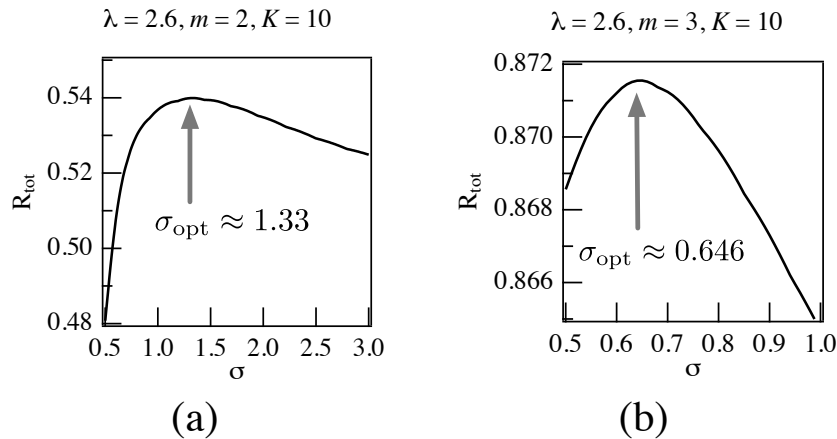 λ = 2.6, m = 2, K = 10
0.54
0.52
0.50
0.48
R_tot
σ_opt ≈ 1.33
0.5 1.0 1.5 2.0 2.5 3.0
σ
(a)
λ = 2.6, m = 3, K = 10
0.872
0.870
0.868
0.866
R_tot
σ_opt ≈ 0.646
0.5 0.6 0.7 0.8 0.9 1.0
σ
(b)